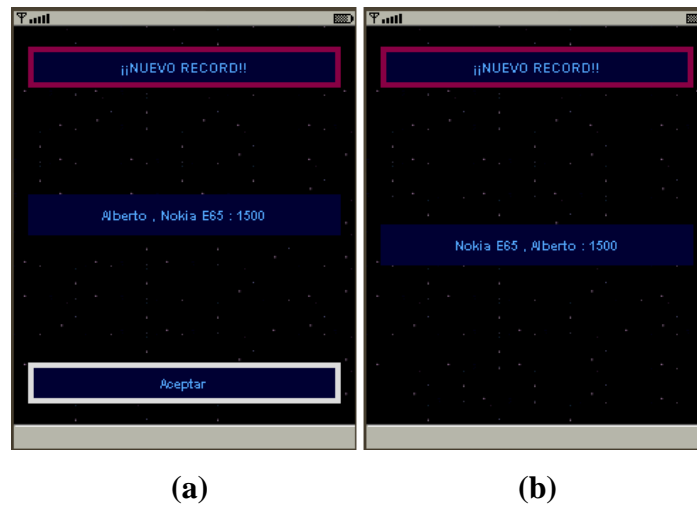 ¡¡NUEVO RECORD!!
Alberto , Nokia E65 : 1500
Aceptar
(a)
¡¡NUEVO RECORD!!
Nokia E65 , Alberto : 1500
(b)